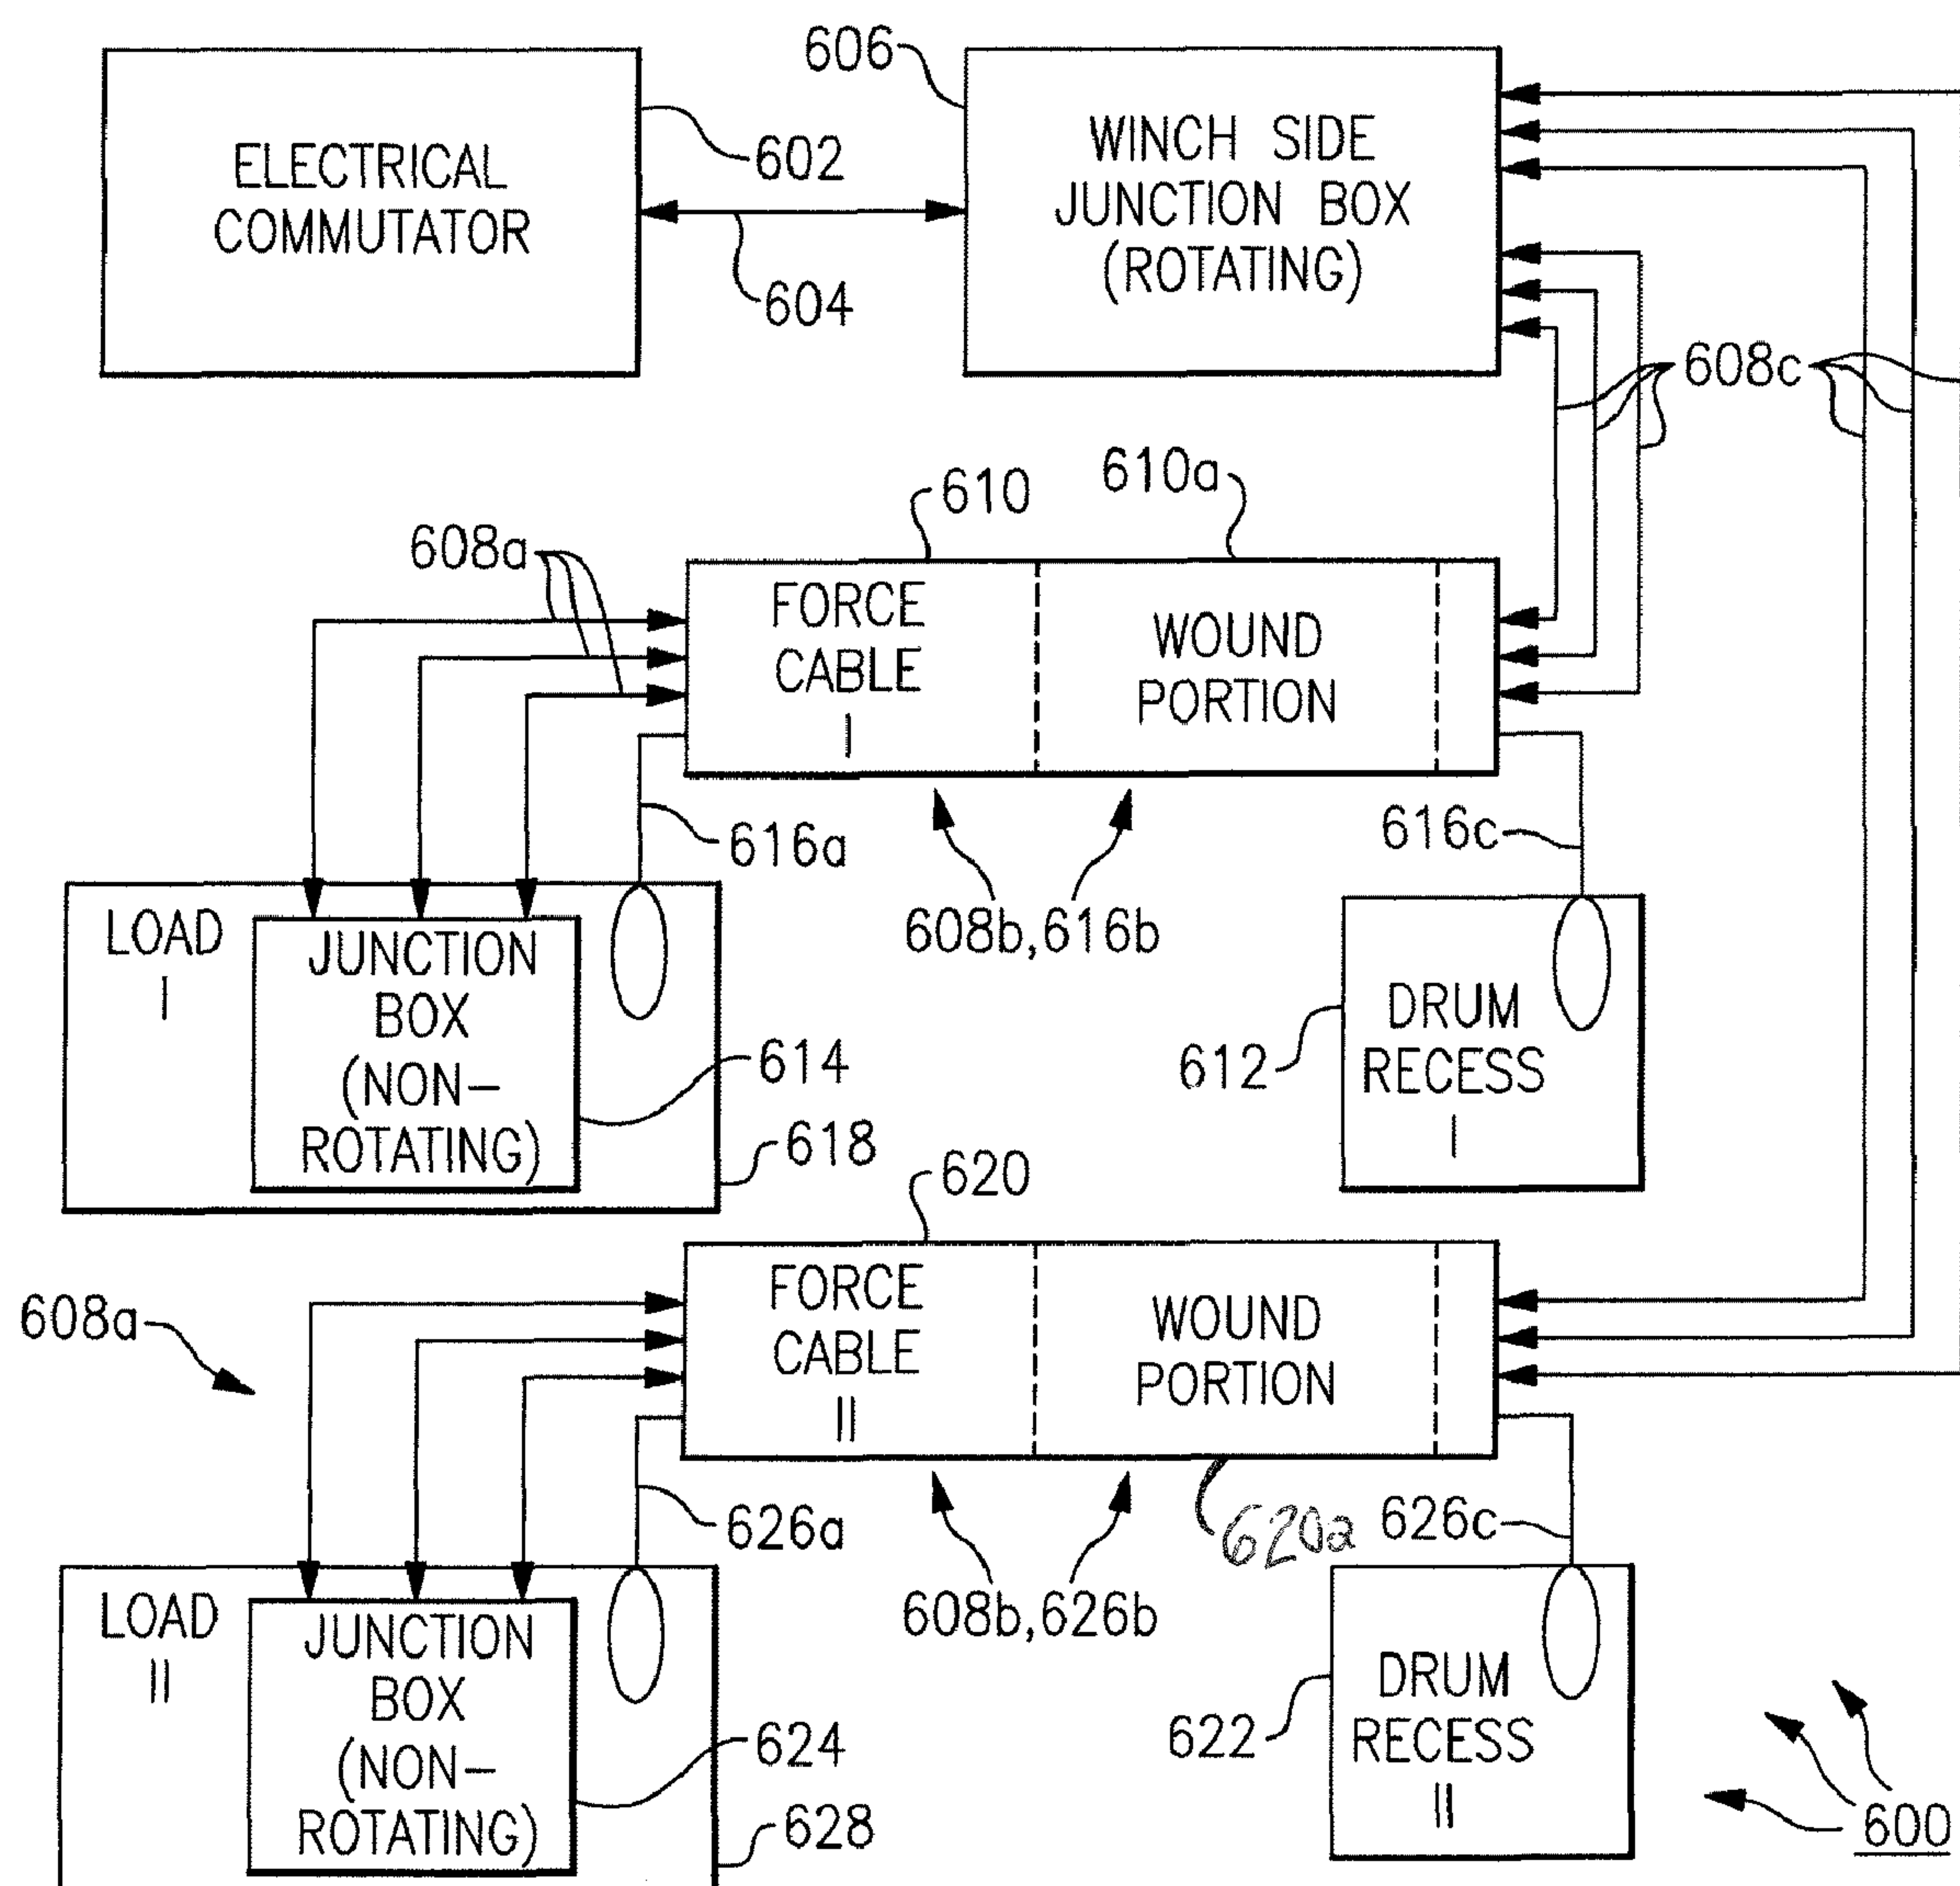 606
ELECTRICAL
COMMUTATOR
602
604
WINCH SIDE
JUNCTION BOX
(ROTATING)
608c
610
610a
608a
FORCE
CABLE
I
WOUND
PORTION
616a
616c
608b,616b
LOAD
I
JUNCTION
BOX
(NON-
ROTATING)
614
618
612
DRUM
RECESS
I
620
608a
FORCE
CABLE
II
WOUND
PORTION
626a
620a
626c
608b,626b
LOAD
II
JUNCTION
BOX
(NON-
ROTATING)
624
628
622
DRUM
RECESS
II
600